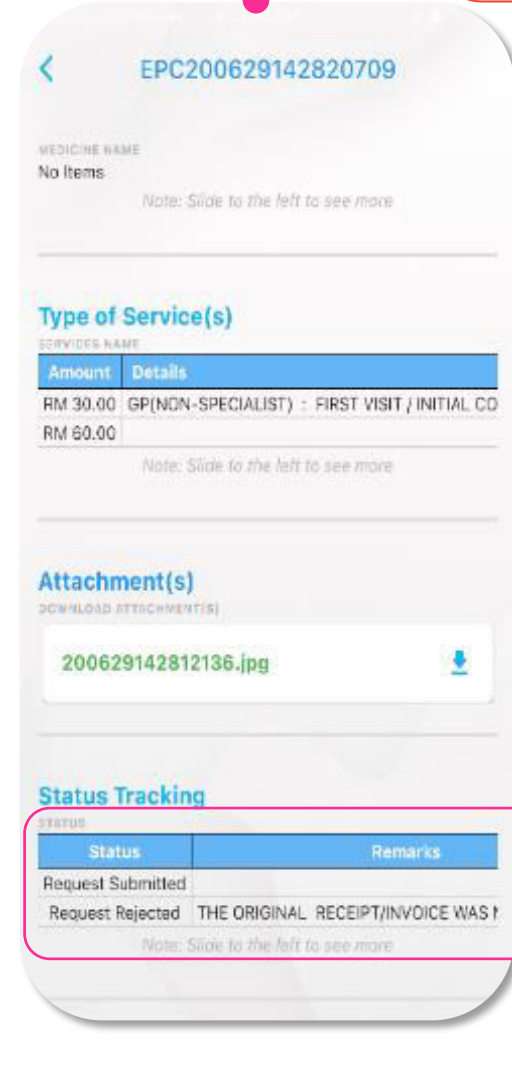 EPC200629142820709
MEDICINE NAME
No Items
Note: Slide to the left to see more
Type of Service(s)
SERVICES NAME
Amount Details
RM 30.00 GP(NON-SPECIALIST) : FIRST VISIT / INITIAL CO
RM 60.00
Note: Slide to the left to see more
Attachment(s)
DOWNLOAD ATTACHMENT(S)
200629142812136.jpg
Status Tracking
STATUS
Status Remarks
Request Submitted
Request Rejected THE ORIGINAL RECEIPT/INVOICE WAS
Note: Slide to the left to see more